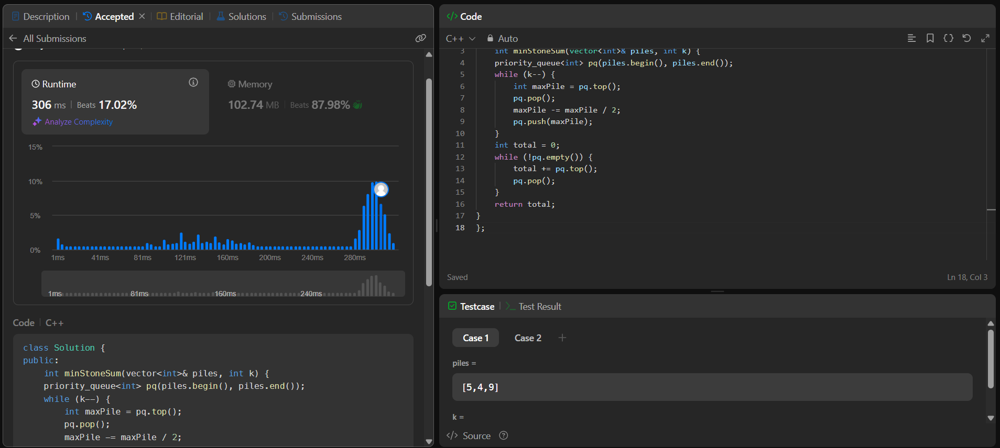 Description
Accepted
Editorial
Solutions
Submissions
All Submissions
Runtime
306 ms
Beats 17.02%
Analyze Complexity
Memory
102.74 MB
Beats 87.98%
15%
10%
5%
0%
1ms 41ms 81ms 121ms 160ms 200ms 240ms 280ms
1ms 81ms 160ms 240ms
Code
C++
class Solution {
public:
    int minStoneSum(vector<int>& piles, int k) {
    priority_queue<int> pq(piles.begin(), piles.end());
    while (k--) {
        int maxPile = pq.top();
        pq.pop();
        maxPile -= maxPile / 2;
Code
C++
Auto
3     int minStoneSum(vector<int>& piles, int k) {
4     priority_queue<int> pq(piles.begin(), piles.end());
5     while (k--) {
6         int maxPile = pq.top();
7         pq.pop();
8         maxPile -= maxPile / 2;
9         pq.push(maxPile);
10     }
11     int total = 0;
12     while (!pq.empty()) {
13         total += pq.top();
14         pq.pop();
15     }
16     return total;
17 }
18 };
Saved
Ln 18, Col 3
Testcase
Test Result
Case 1
Case 2
piles =
[5,4,9]
k =
Source